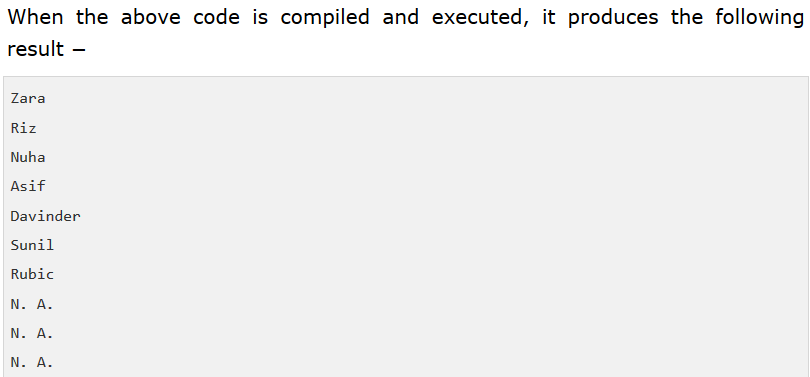 When the above code is compiled and executed, it produces the following
result −
Zara
Riz
Nuha
Asif
Davinder
Sunil
Rubic
N. A.
N. A.
N. A.